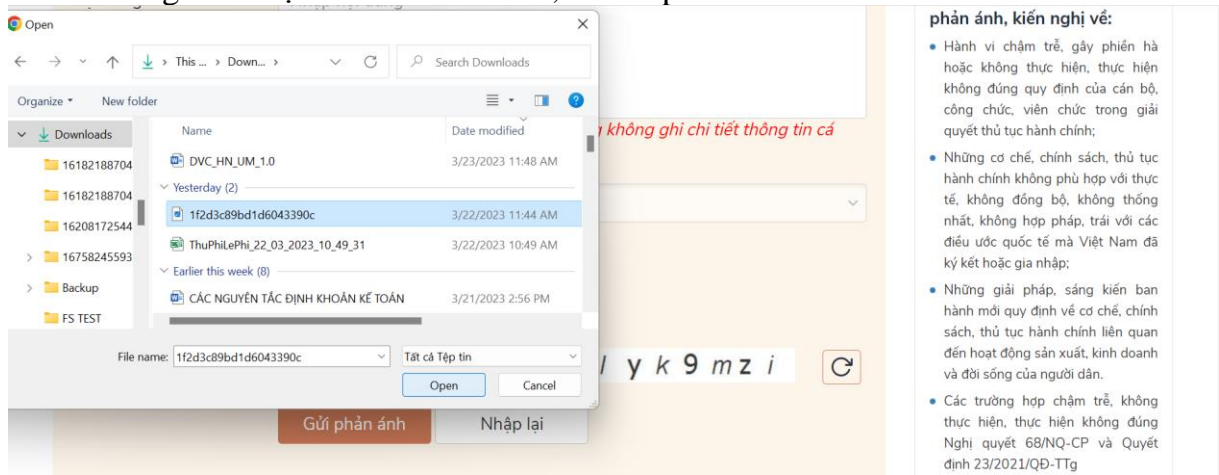 Open
This ... › Down... ›
Search Downloads
Organize
New folder
Downloads
16182188704
16182188704
16208172544
16758245593
Backup
FS TEST
Name
Date modified
DVC_HN_UM_1.0
3/23/2023 11:48 AM
Yesterday (2)
1f2d3c89bd1d6043390c
3/22/2023 11:44 AM
ThuPhiLePhi_22_03_2023_10_49_31
3/22/2023 10:49 AM
Earlier this week (8)
CÁC NGUYÊN TẮC ĐỊNH KHOẢN KẾ TOÁN
3/21/2023 2:56 PM
File name:
1f2d3c89bd1d6043390c
Tất cả Tệp tin
Open
Cancel
không ghi chi tiết thông tin cá
y k 9 m z i
Gửi phản ánh
Nhập lại
phản ánh, kiến nghị về:
Hành vi chậm trễ, gây phiền hà
hoặc không thực hiện, thực hiện
không đúng quy định của cán bộ,
công chức, viên chức trong giải
quyết thủ tục hành chính;
Những cơ chế, chính sách, thủ tục
hành chính không phù hợp với thực
tế, không đồng bộ, không thống
nhất, không hợp pháp, trái với các
điều ước quốc tế mà Việt Nam đã
ký kết hoặc gia nhập;
Những giải pháp, sáng kiến ban
hành mới quy định về cơ chế, chính
sách, thủ tục hành chính liên quan
đến hoạt động sản xuất, kinh doanh
và đời sống của người dân.
Các trường hợp chậm trễ, không
thực hiện, thực hiện không đúng
Nghị quyết 68/NQ-CP và Quyết
định 23/2021/QĐ-TTg